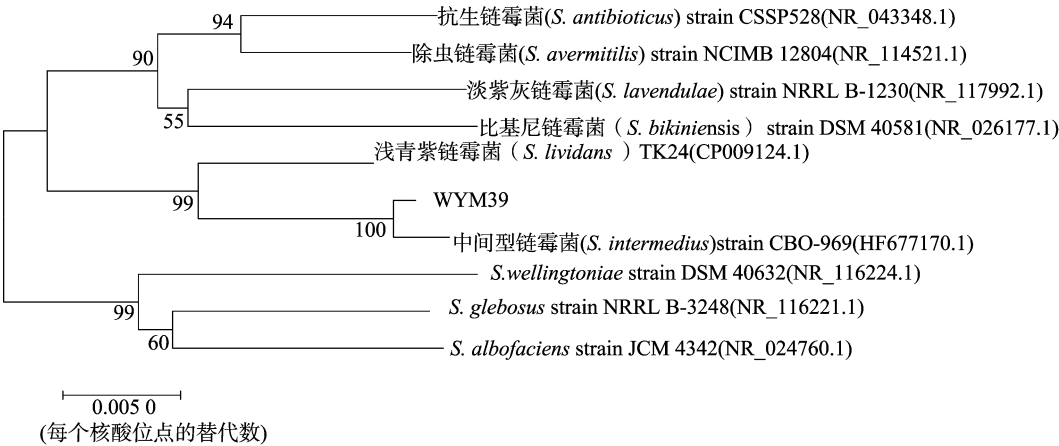 94
抗生链霉菌(S. antibioticus) strain CSSP528(NR_043348.1)
90
除虫链霉菌(S. avermitilis) strain NCIMB 12804(NR_114521.1)
淡紫灰链霉菌(S. lavendulae) strain NRRL B-1230(NR_117992.1)
55
比基尼链霉菌（S. bikiniensis） strain DSM 40581(NR_026177.1)
浅青紫链霉菌（S. lividans ）TK24(CP009124.1)
99
WYM39
100
中间型链霉菌(S. intermedius)strain CBO-969(HF677170.1)
S.wellingtoniae strain DSM 40632(NR_116224.1)
99
S. glebosus strain NRRL B-3248(NR_116221.1)
60
S. albofaciens strain JCM 4342(NR_024760.1)
0.005 0
(每个核酸位点的替代数)